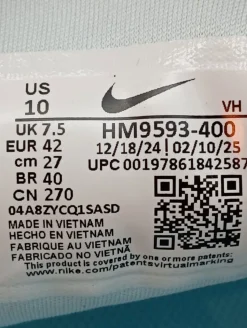 US
10
VH
UK 7.5 HM9593-400
EUR 42 12/18/24 | 02/10/25
cm 27 UPC 00197861842587
BR 40
CN 270
04A8ZYCQ1SASD
MADE IN VIETNAM
HECHO EN VIETNAM
FABRIQUE AU VIETNAM
FABRICADO NO VIETNÃ
This product is covered by one or more patents:
www.nike.com/patentsvirtualmarking